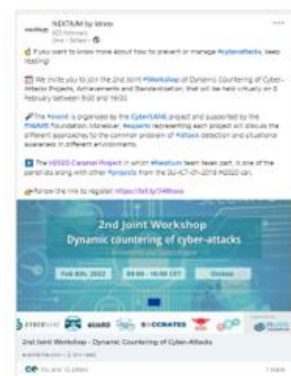 NEXTIUM by Idneo
If you want to know more about how to prevent or manage #cyberattacks, keep
reading!
We invite you to join the 2nd Joint #Workshop of Dynamic Countering of Cyber-
Attacks Projects, Achievements and Standardisation, that will be held virtually on 8
February between 9:00 and 16:00.
The #event is organised by the CyberSANE project and supported by the
Foundation. Moreover, #experts representing each project will discuss the
different approaches to the common problem of #attack detection and situational
awareness in different environments.
The H2020 Caramel Project in which #Nextium team takes part, is one of the
panelists along with other #projects from the SU-ICT-01-2018 H2020 call.
Follow the link to register:
2nd Joint Workshop
Dynamic countering of cyber-attacks
Feb 8th, 2022
09:00 - 16:00 CET
Online
CYBERSANE
GUARD
SOCCRATES
2nd Joint Workshop - Dynamic Countering of Cyber-Attacks